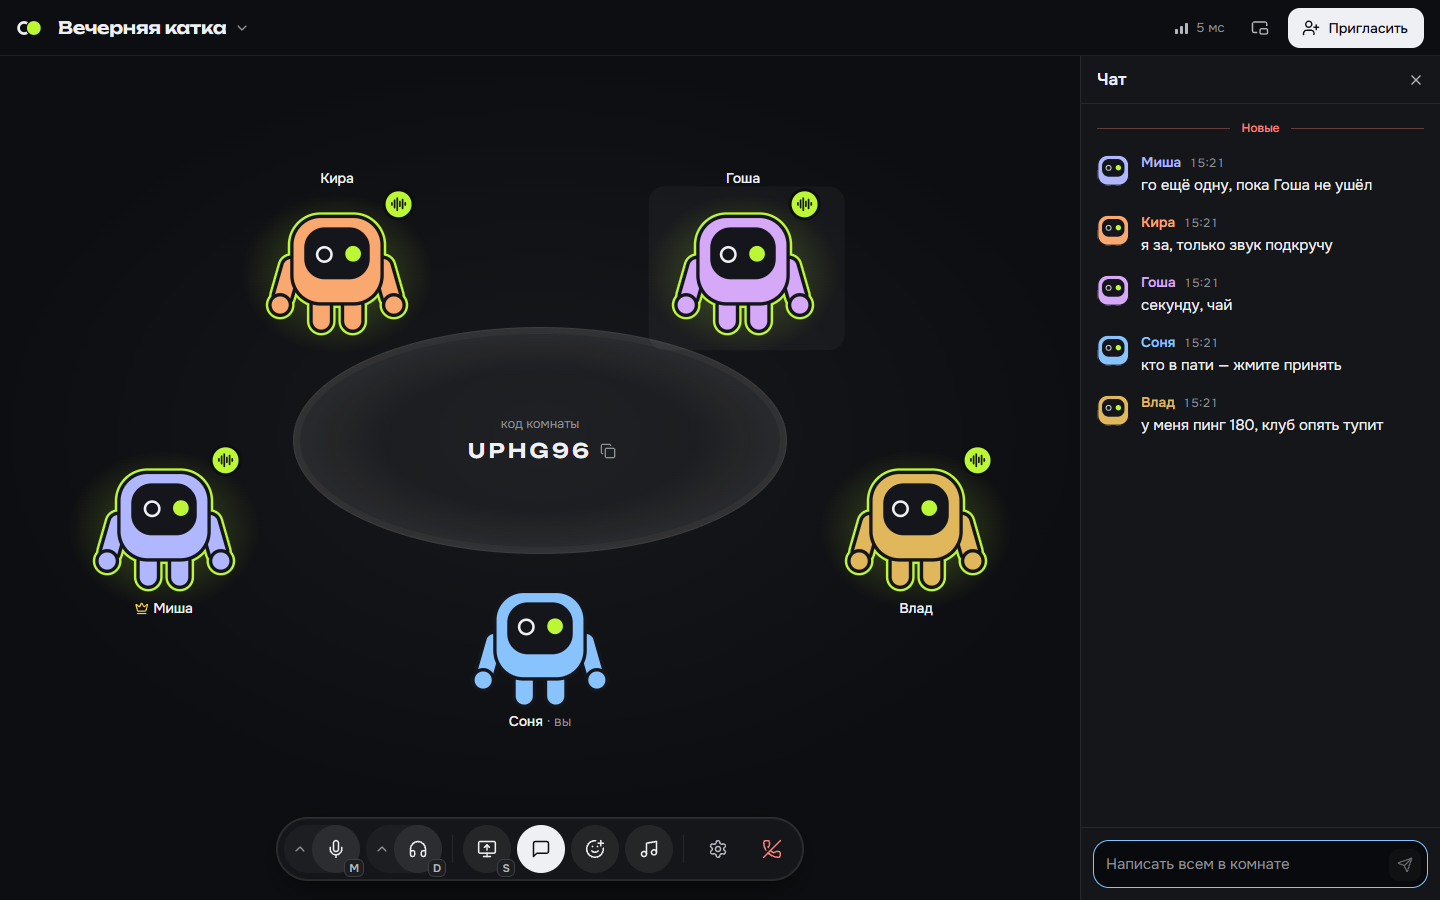 Вечерняя катка
5 мс
Пригласить
Кира
Гоша
код комнаты
UPHG96
Миша
Влад
Соня · вы
M
D
S
Чат
Новые
Миша 15:21
го ещё одну, пока Гоша не ушёл
Кира 15:21
я за, только звук подкручу
Гоша 15:21
секунду, чай
Соня 15:21
кто в пати — жмите принять
Влад 15:21
у меня пинг 180, клуб опять тупит
Написать всем в комнате